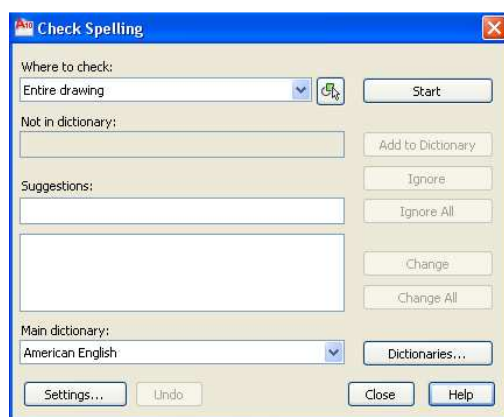 A10 Check Spelling
Where to check:
Entire drawing
Start
Not in dictionary:
Add to Dictionary
Ignore
Suggestions:
Ignore All
Change
Change All
Main dictionary:
American English
Dictionaries...
Settings... Undo Close Help